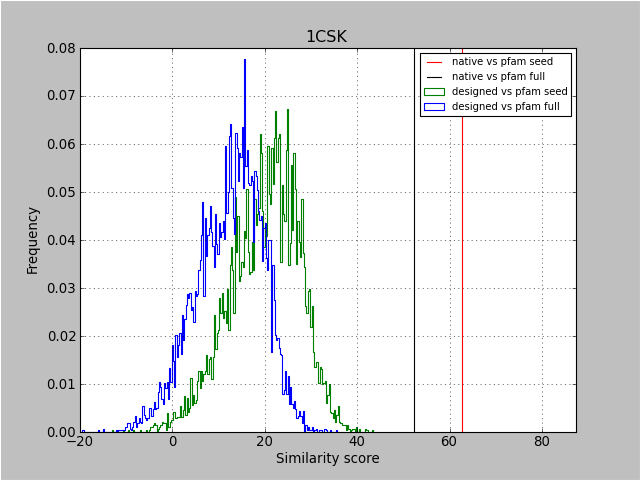 1CSK
0.08
0.07
0.06
0.05
0.04
0.03
0.02
0.01
0.00
Frequency
native vs pfam seed
native vs pfam full
designed vs pfam seed
designed vs pfam full
−20 0 20 40 60 80
Similarity score